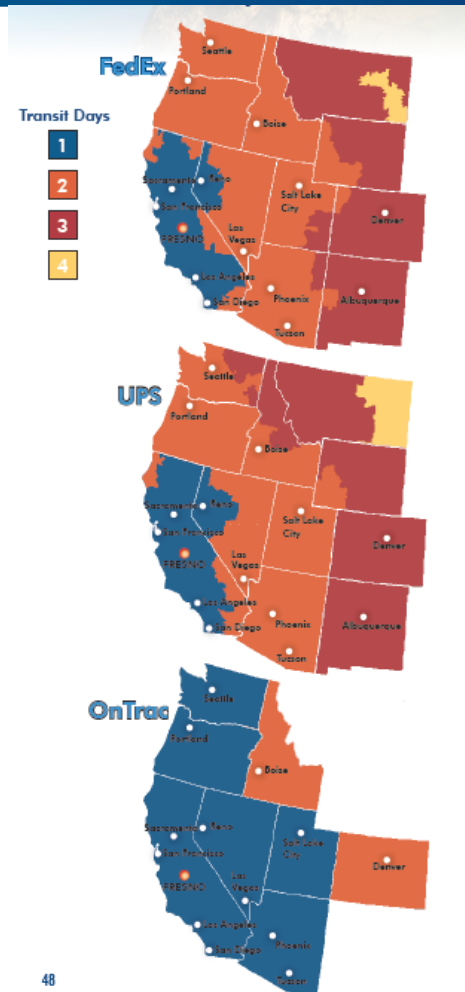 FedEx
Seattle
Portland
Transit Days
Boise
1
Sacramento
Reno
Salt Lake
City
2
San Francisco
Denver
FRESNO
Las
Vegas
3
Los Angeles
Phoenix
Albuquerque
4
San Diego
Tucson
UPS
Seattle
Portland
Boise
Sacramento
Reno
Salt Lake
City
San Francisco
Denver
FRESNO
Las
Vegas
Los Angeles
Phoenix
Albuquerque
San Diego
Tucson
OnTrac
Seattle
Portland
Boise
Sacramento
Reno
Salt Lake
City
San Francisco
Denver
FRESNO
Las
Vegas
Los Angeles
Phoenix
San Diego
Tucson
48